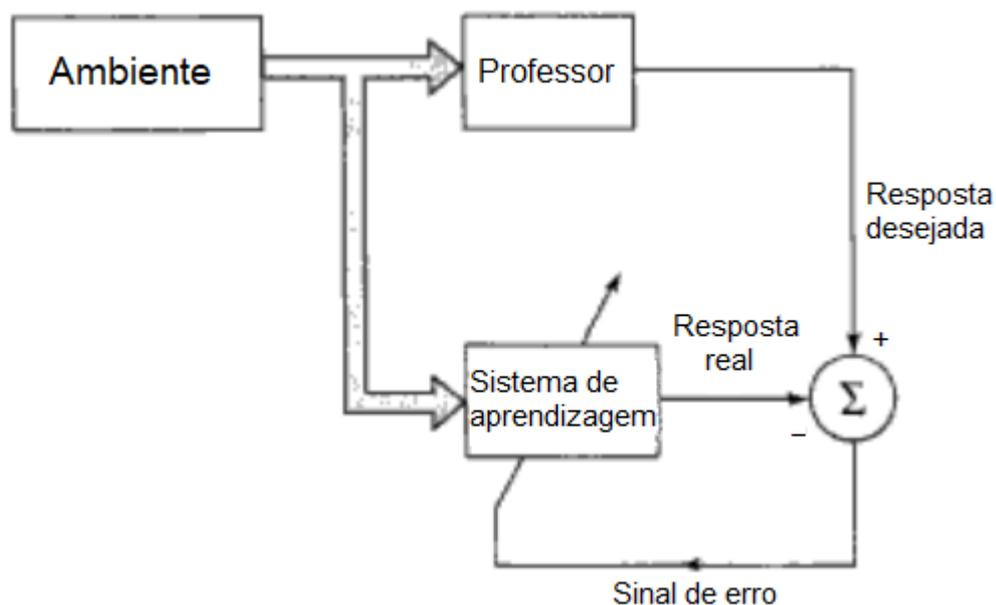 Ambiente
Professor
Resposta
desejada
+
Resposta
real
Sistema de
aprendizagem
Σ
−
Sinal de erro